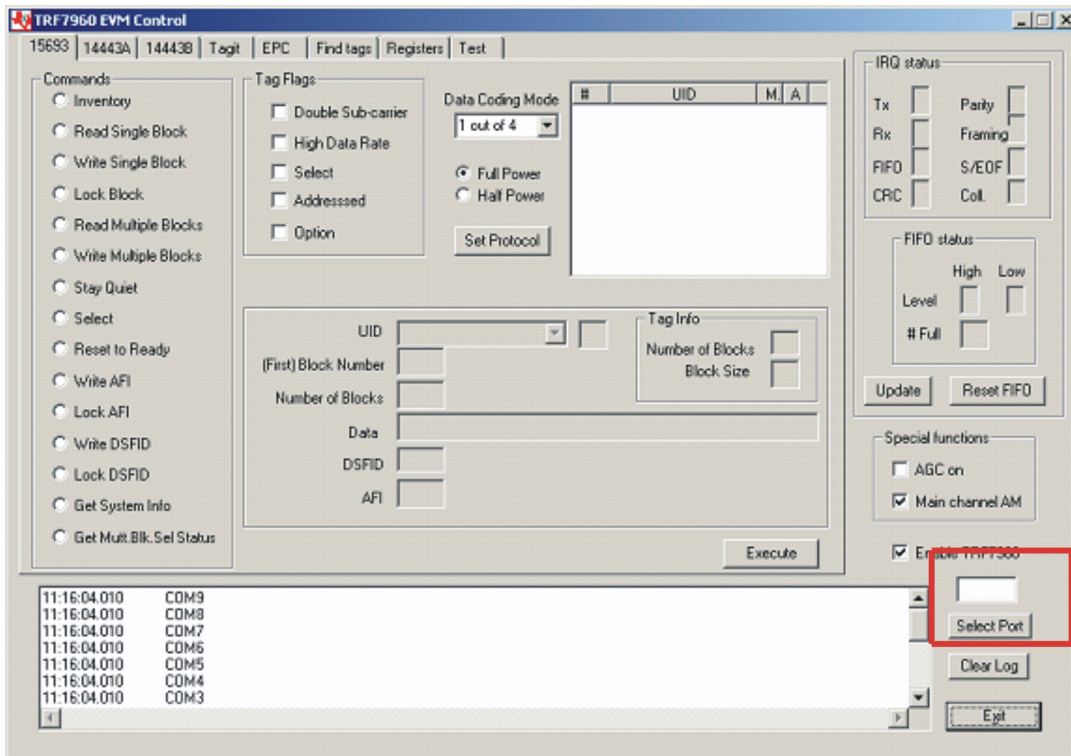 TRF7960 EVM Control
15693
14443A
14443B
Tagit
EPC
Find tags
Registers
Test
Commands
Inventory
Read Single Block
Write Single Block
Lock Block
Read Multiple Blocks
Write Multiple Blocks
Stay Quiet
Select
Reset to Ready
Write AFI
Lock AFI
Write DSFID
Lock DSFID
Get System Info
Get Mutt.Blk.Sel Status
Tag Flags
Double Sub-carrier
High Data Rate
Select
Addresssed
Option
Data Coding Mode
1 out of 4
Full Power
Half Power
Set Protocol
# UID M. A
UID
(First) Block Number
Number of Blocks
Data
DSFID
AFI
Tag Info
Number of Blocks
Block Size
Execute
IRQ status
Tx Parity
Rx Framing
FIFO S/EOF
CRC Coll.
FIFO status
High Low
Level
# Full
Update
Reset FIFO
Special functions
AGC on
Main channel AM
Enable TRF7960
Select Port
Clear Log
Exit
11:16:04.010 COM9
11:16:04.010 COM8
11:16:04.010 COM7
11:16:04.010 COM6
11:16:04.010 COM5
11:16:04.010 COM4
11:16:04.010 COM3